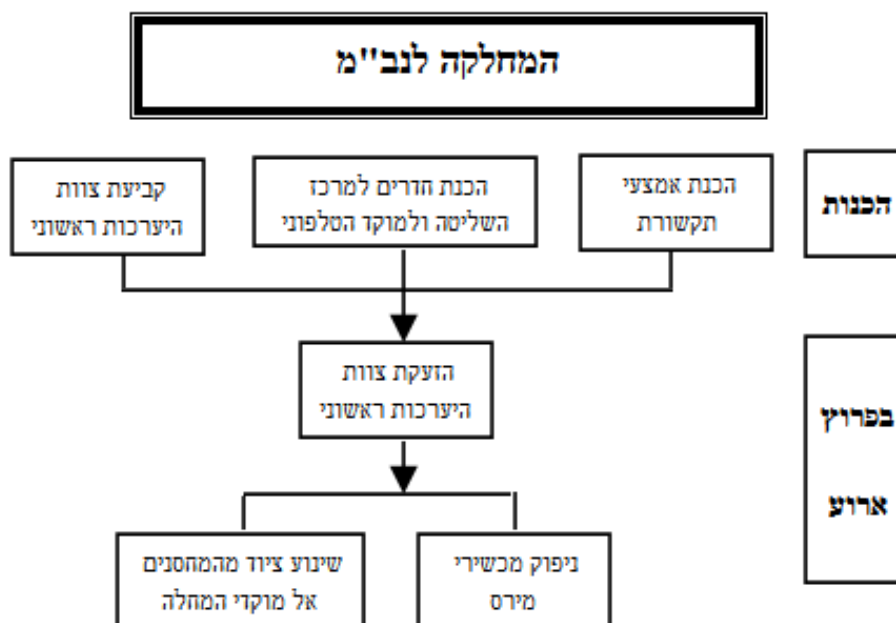 המחלקה לנב"מ
הכנות
הכנת אמצעי
תקשורת
הכנת חדרים למרכז
השליטה ולמוקד הטלפוני
קביעת צוות
היערכות ראשוני
בפרוץ
ארוע
הזעקת צוות
היערכות ראשוני
ניפוק מכשירי
מירס
שינוע ציוד מהמחסנים
אל מוקדי המחלה